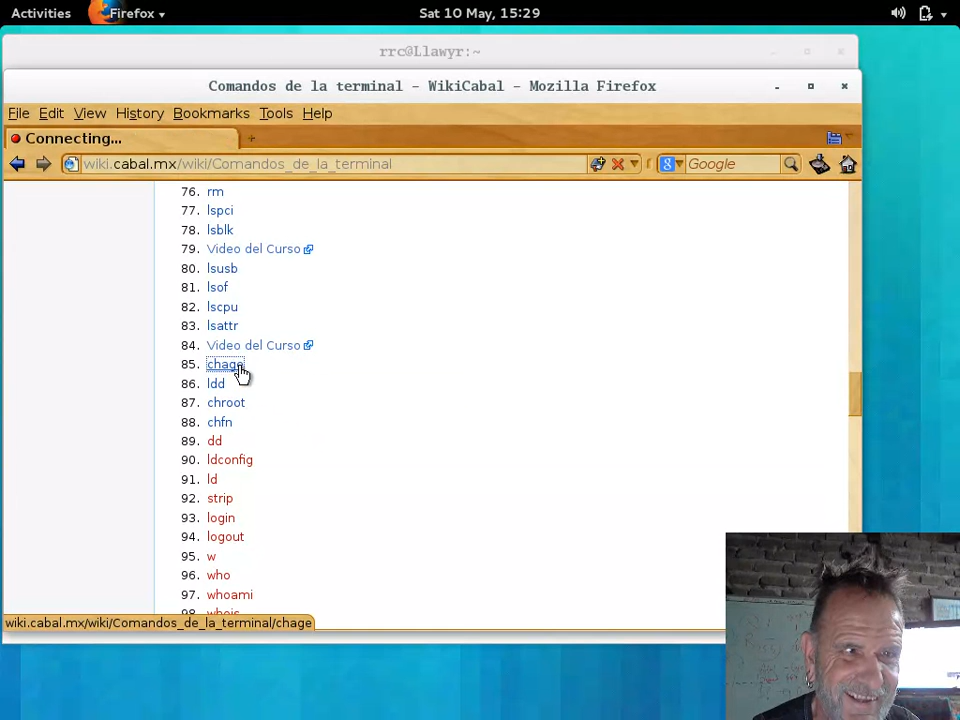 Activities Firefox Sat 10 May, 15:29
rrc@Llawyr:~
Comandos de la terminal - WikiCabal - Mozilla Firefox
File Edit View History Bookmarks Tools Help
Connecting...
wiki.cabal.mx/wiki/Comandos_de_la_terminal Google
76. rm
77. lspci
78. lsblk
79. Video del Curso
80. lsusb
81. lsof
82. lscpu
83. lsattr
84. Video del Curso
85. chage
86. ldd
87. chroot
88. chfn
89. dd
90. ldconfig
91. ld
92. strip
93. login
94. logout
95. w
96. who
97. whoami
98. whois
wiki.cabal.mx/wiki/Comandos_de_la_terminal/chage